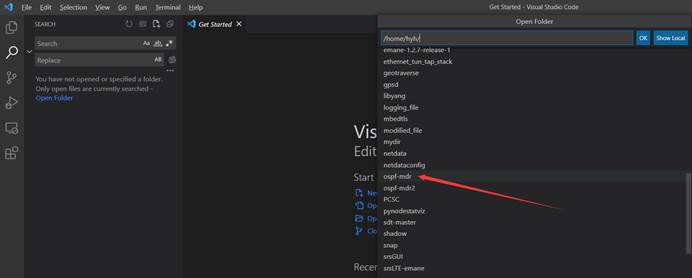 File Edit Selection View Go Run Terminal Help
Get Started - Visual Studio Code
SEARCH
Search
Aa
ab
.*
Replace
AB
You have not opened or specified a folder.
Only open files are currently searched -
Open Folder
Get Started
Vis
Edit
Start
Ne
Ope
Ope
Clo
Rece
Open Folder
/home/hyh/
OK
Show Local
emane-1.2.7-release-1
ethernet_tun_tap_stack
geotraverse
gpsd
libyang
logging_file
mbedtls
modified_file
mydir
netdata
netdataconfig
ospf-mdr
ospf-mdr2
PCSC
pynodestatviz
sdt-master
shadow
snap
srsGUI
srsLTE-emane